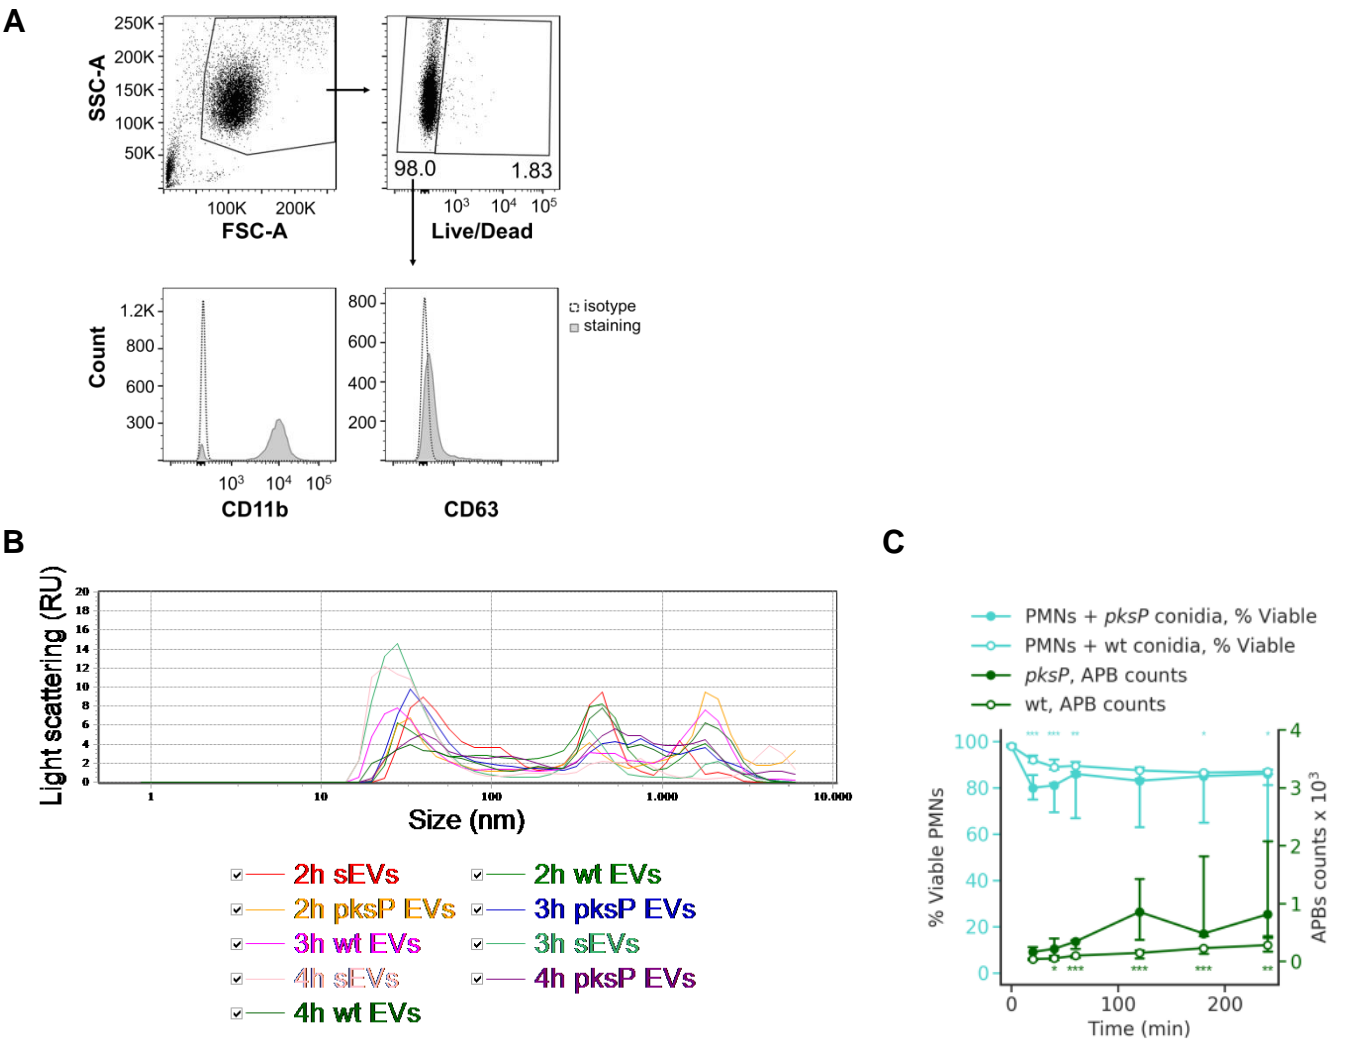 A
250K
200K
150K
100K
50K
SSC-A
100K 200K
FSC-A
98.0 1.83
10³ 10⁴ 10⁵
Live/Dead
1.2K
800
600
300
Count
10³ 10⁴ 10⁵
CD11b
800
600
400
200
CD63
isotype
staining
B
Light scattering (RU)
20
18
16
14
12
10
8
6
4
2
0
1 10 100 1.000 10.000
Size (nm)
2h sEVs
2h wt EVs
2h pksP EVs
3h pksP EVs
3h wt EVs
3h sEVs
4h sEVs
4h pksP EVs
4h wt EVs
C
PMNs + pksP conidia, % Viable
PMNs + wt conidia, % Viable
pksP, APB counts
wt, APB counts
% Viable PMNs
100
80
60
40
20
0
*** *** ** * *
* *** *** *** **
4
3
2
1
0
APBs counts x 10³
0 100 200
Time (min)